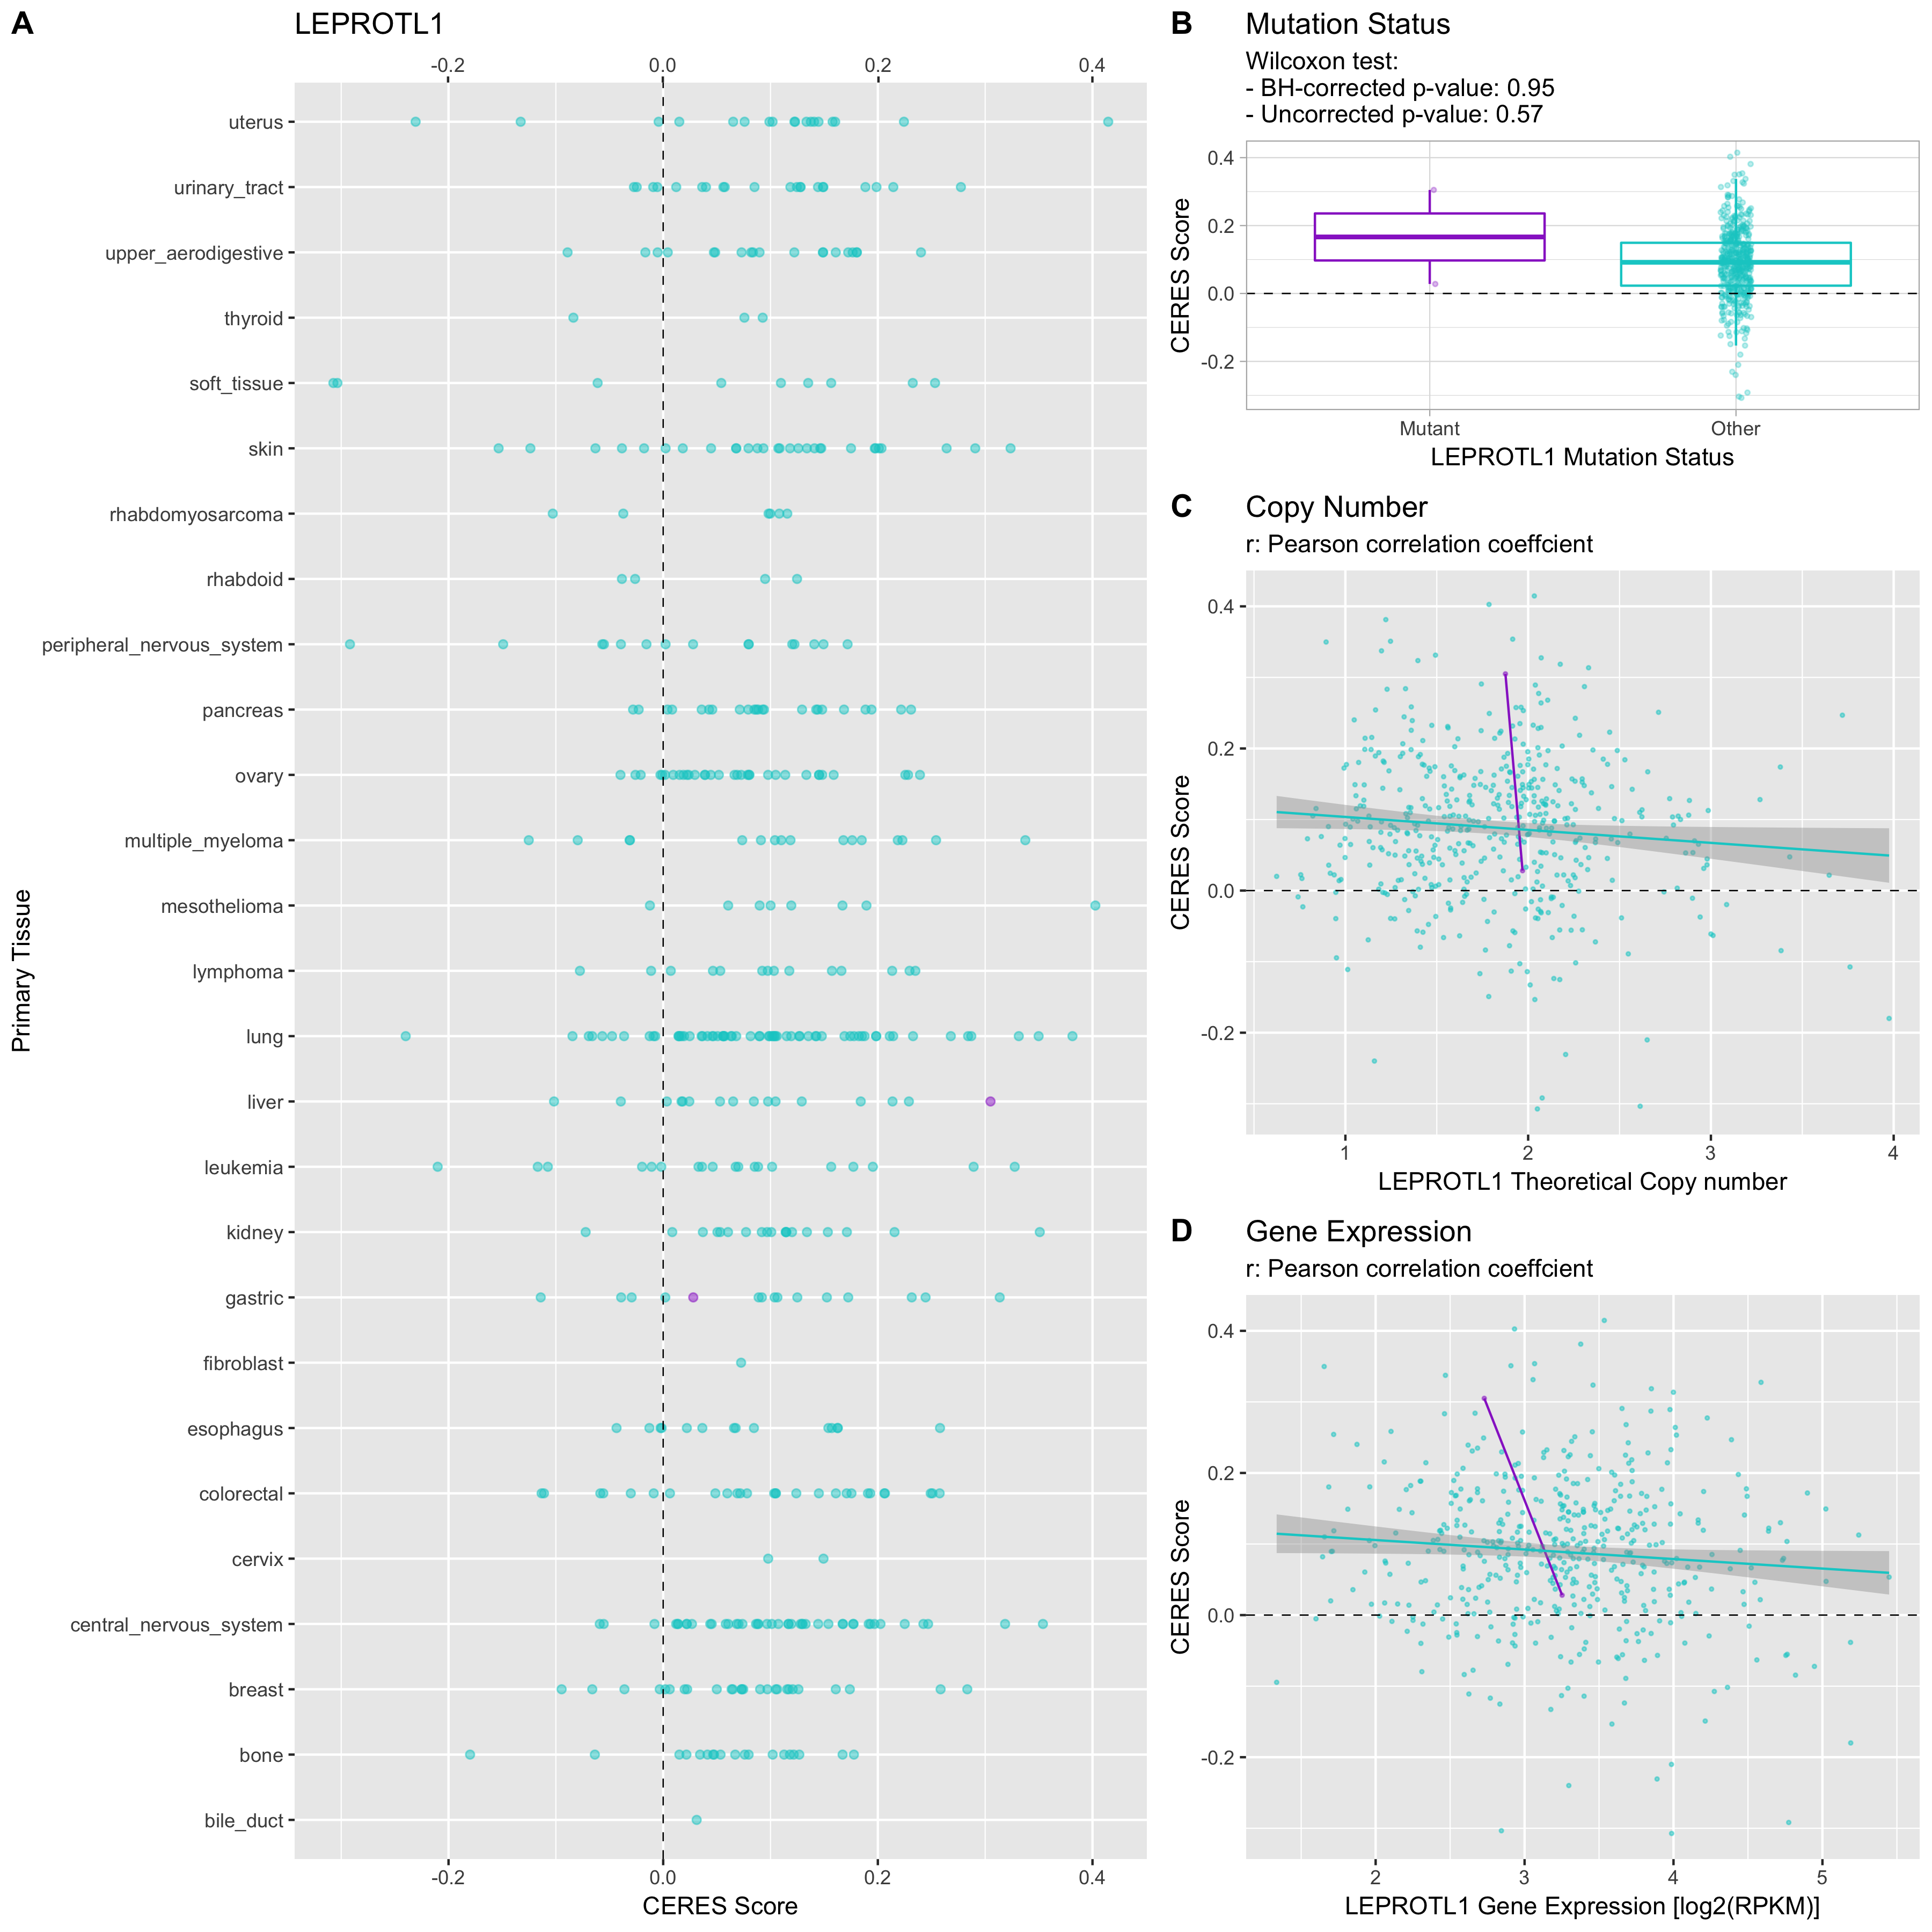 A
LEPROTL1
-0.2 0.0 0.2 0.4
Primary Tissue
uterus
urinary_tract
upper_aerodigestive
thyroid
soft_tissue
skin
rhabdomyosarcoma
rhabdoid
peripheral_nervous_system
pancreas
ovary
multiple_myeloma
mesothelioma
lymphoma
lung
liver
leukemia
kidney
gastric
fibroblast
esophagus
colorectal
cervix
central_nervous_system
breast
bone
bile_duct
-0.2 0.0 0.2 0.4
CERES Score
B
Mutation Status
Wilcoxon test:
- BH-corrected p-value: 0.95
- Uncorrected p-value: 0.57
CERES Score
0.4
0.2
0.0
-0.2
Mutant Other
LEPROTL1 Mutation Status
C
Copy Number
r: Pearson correlation coeffcient
CERES Score
0.4
0.2
0.0
-0.2
1 2 3 4
LEPROTL1 Theoretical Copy number
D
Gene Expression
r: Pearson correlation coeffcient
CERES Score
0.4
0.2
0.0
-0.2
2 3 4 5
LEPROTL1 Gene Expression [log2(RPKM)]